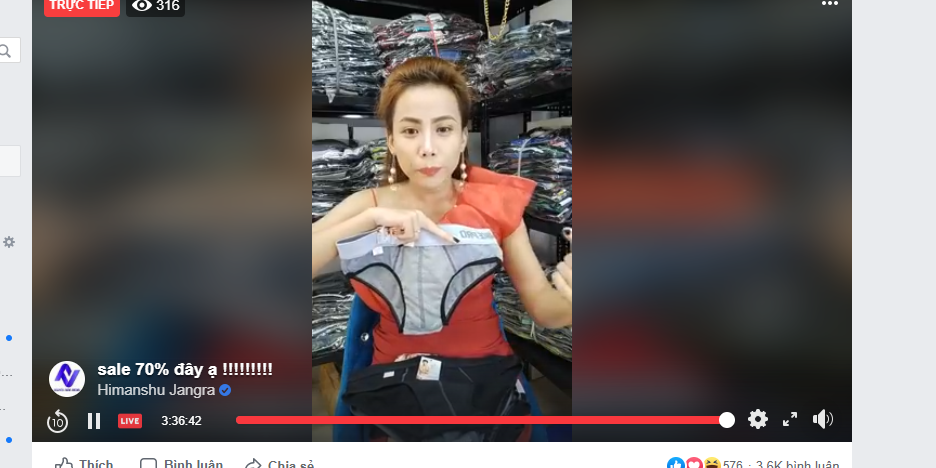 TRỰC TIẾP 316
sale 70% đây ạ !!!!!!!!!
Himanshu Jangra
10 LIVE 3:36:42
Thích Bình luận Chia sẻ 576 · 3,6K bình luận